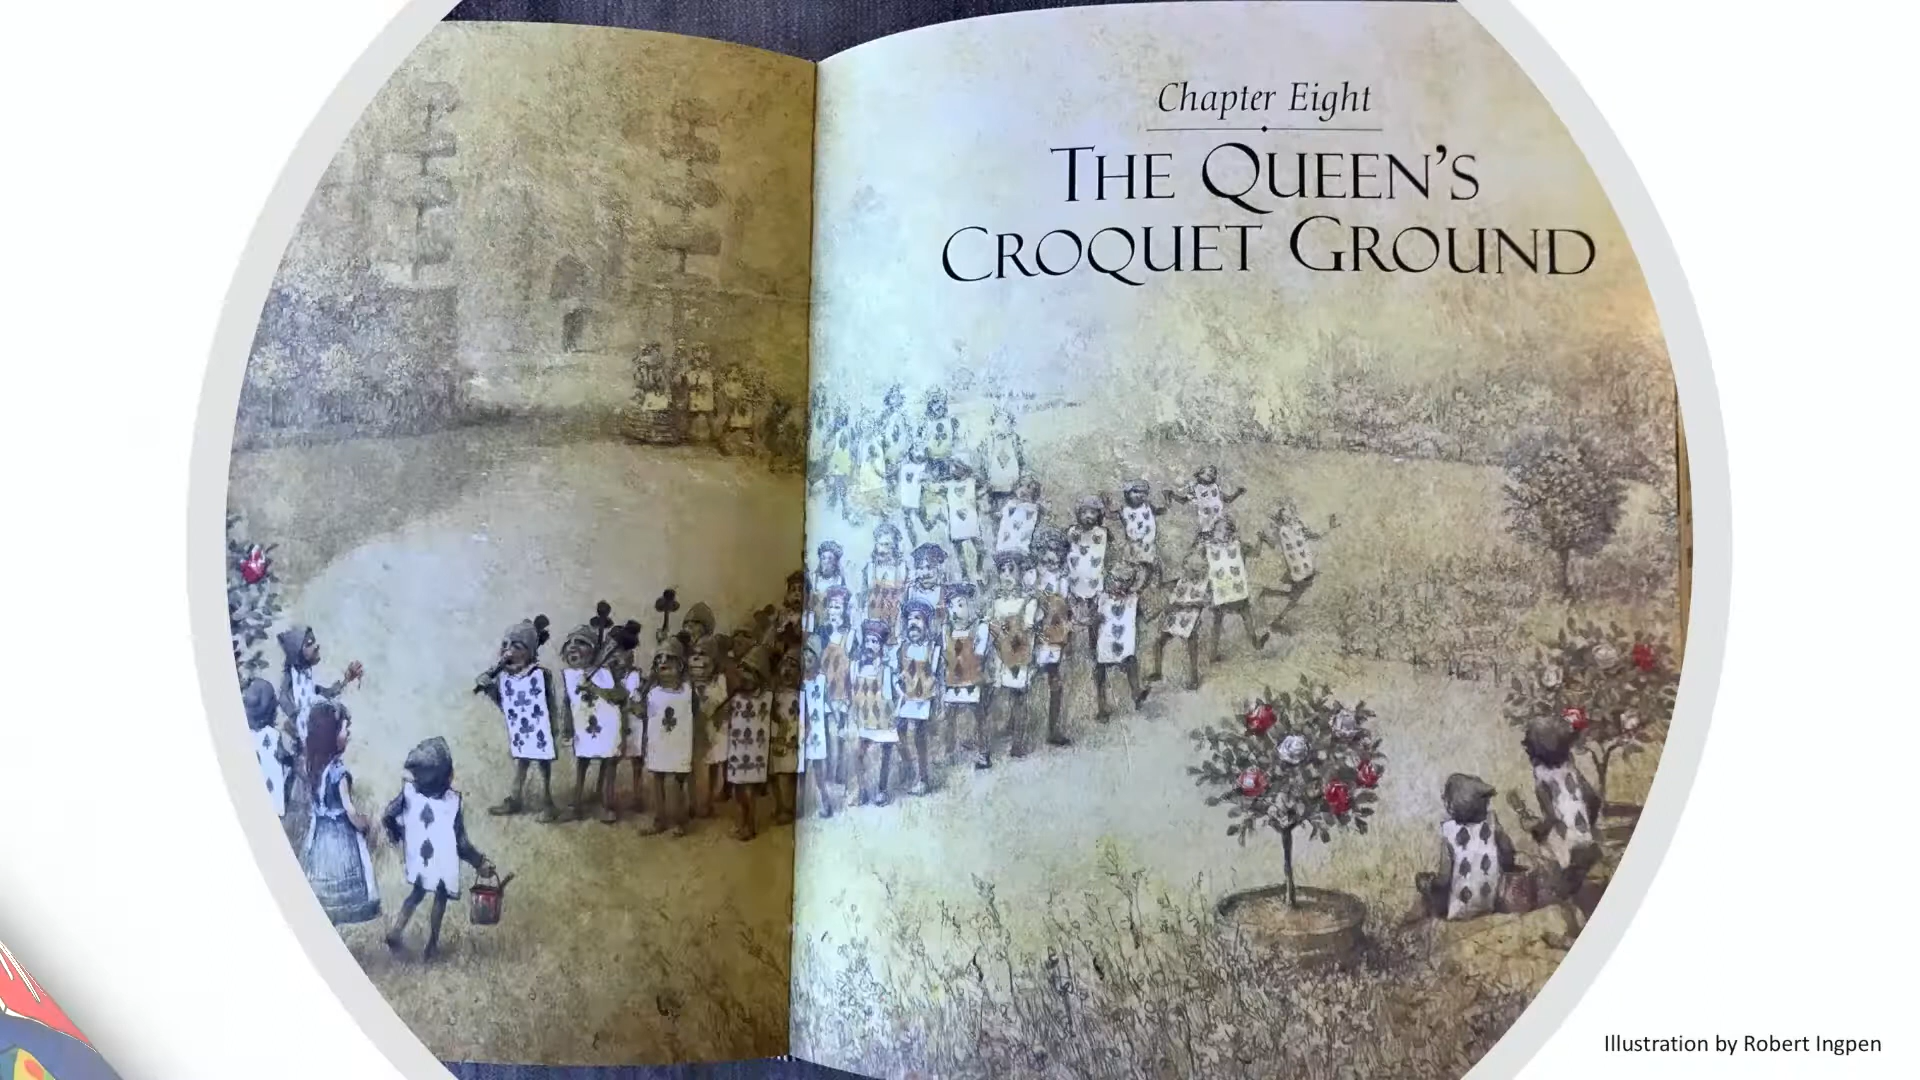 Chapter Eight
THE QUEEN'S
CROQUET GROUND
Illustration by Robert Ingpen